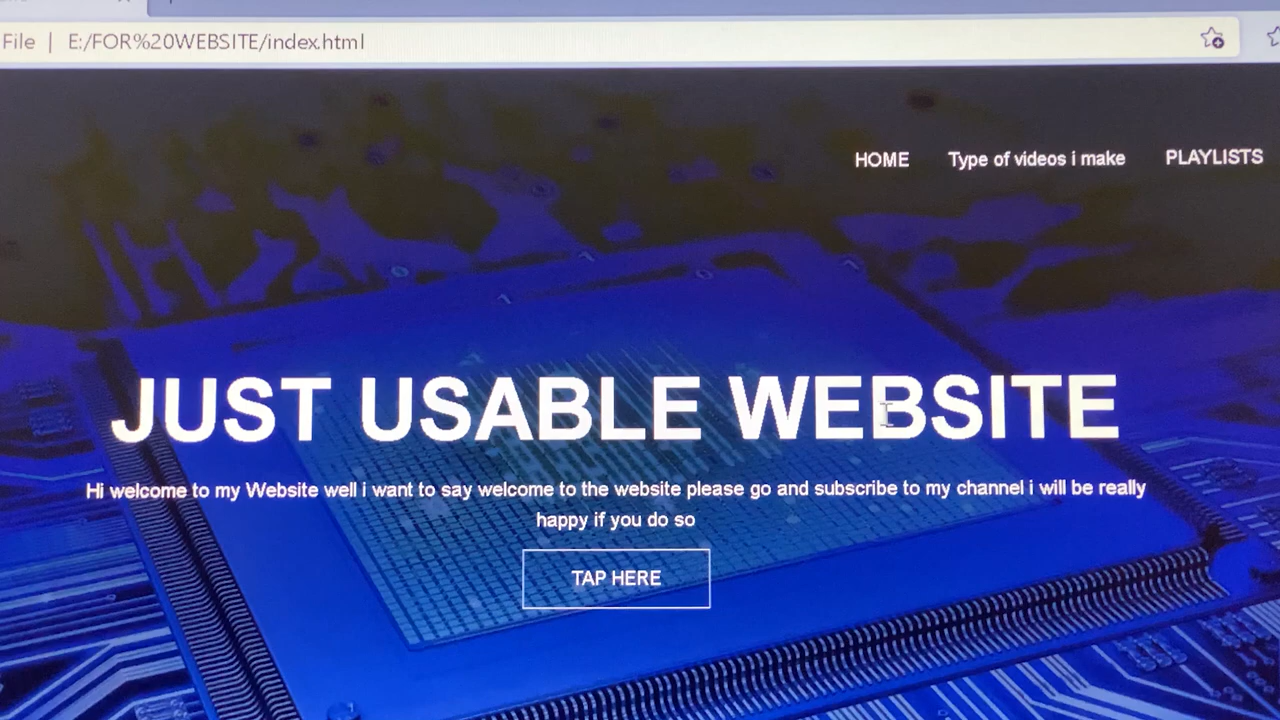 File | E:/FOR%20WEBSITE/index.html
HOME Type of videos i make PLAYLISTS
JUST USABLE WEBSITE
Hi welcome to my Website well i want to say welcome to the website please go and subscribe to my channel i will be really
happy if you do so
TAP HERE